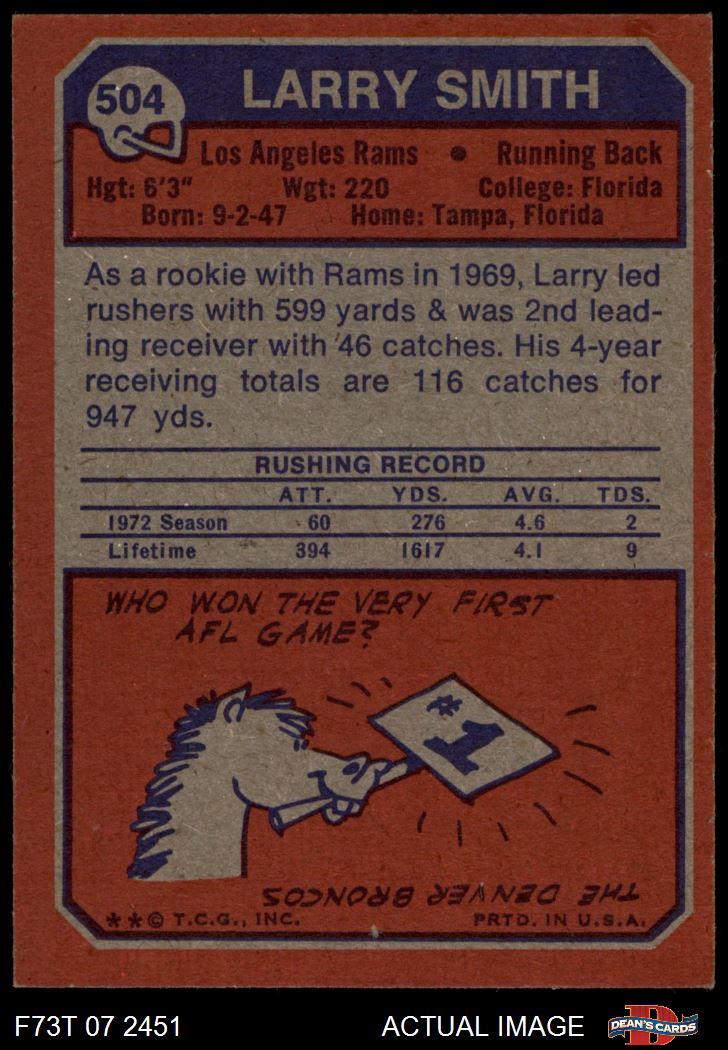 504
LARRY SMITH
Los Angeles Rams • Running Back
Hgt: 6'3" Wgt: 220 College: Florida
Born: 9-2-47 Home: Tampa, Florida
As a rookie with Rams in 1969, Larry led
rushers with 599 yards & was 2nd lead-
ing receiver with '46 catches. His 4-year
receiving totals are 116 catches for
947 yds.
RUSHING RECORD
ATT. YDS. AVG. TDS.
1972 Season 60 276 4.6 2
Lifetime 394 1617 4.1 9
WHO WON THE VERY FIRST
AFL GAME?
#1
THE DENVER BRONCOS
**© T.C.G., INC. PRTD. IN U.S.A.
F73T 07 2451 ACTUAL IMAGE D DEAN'S CARDS